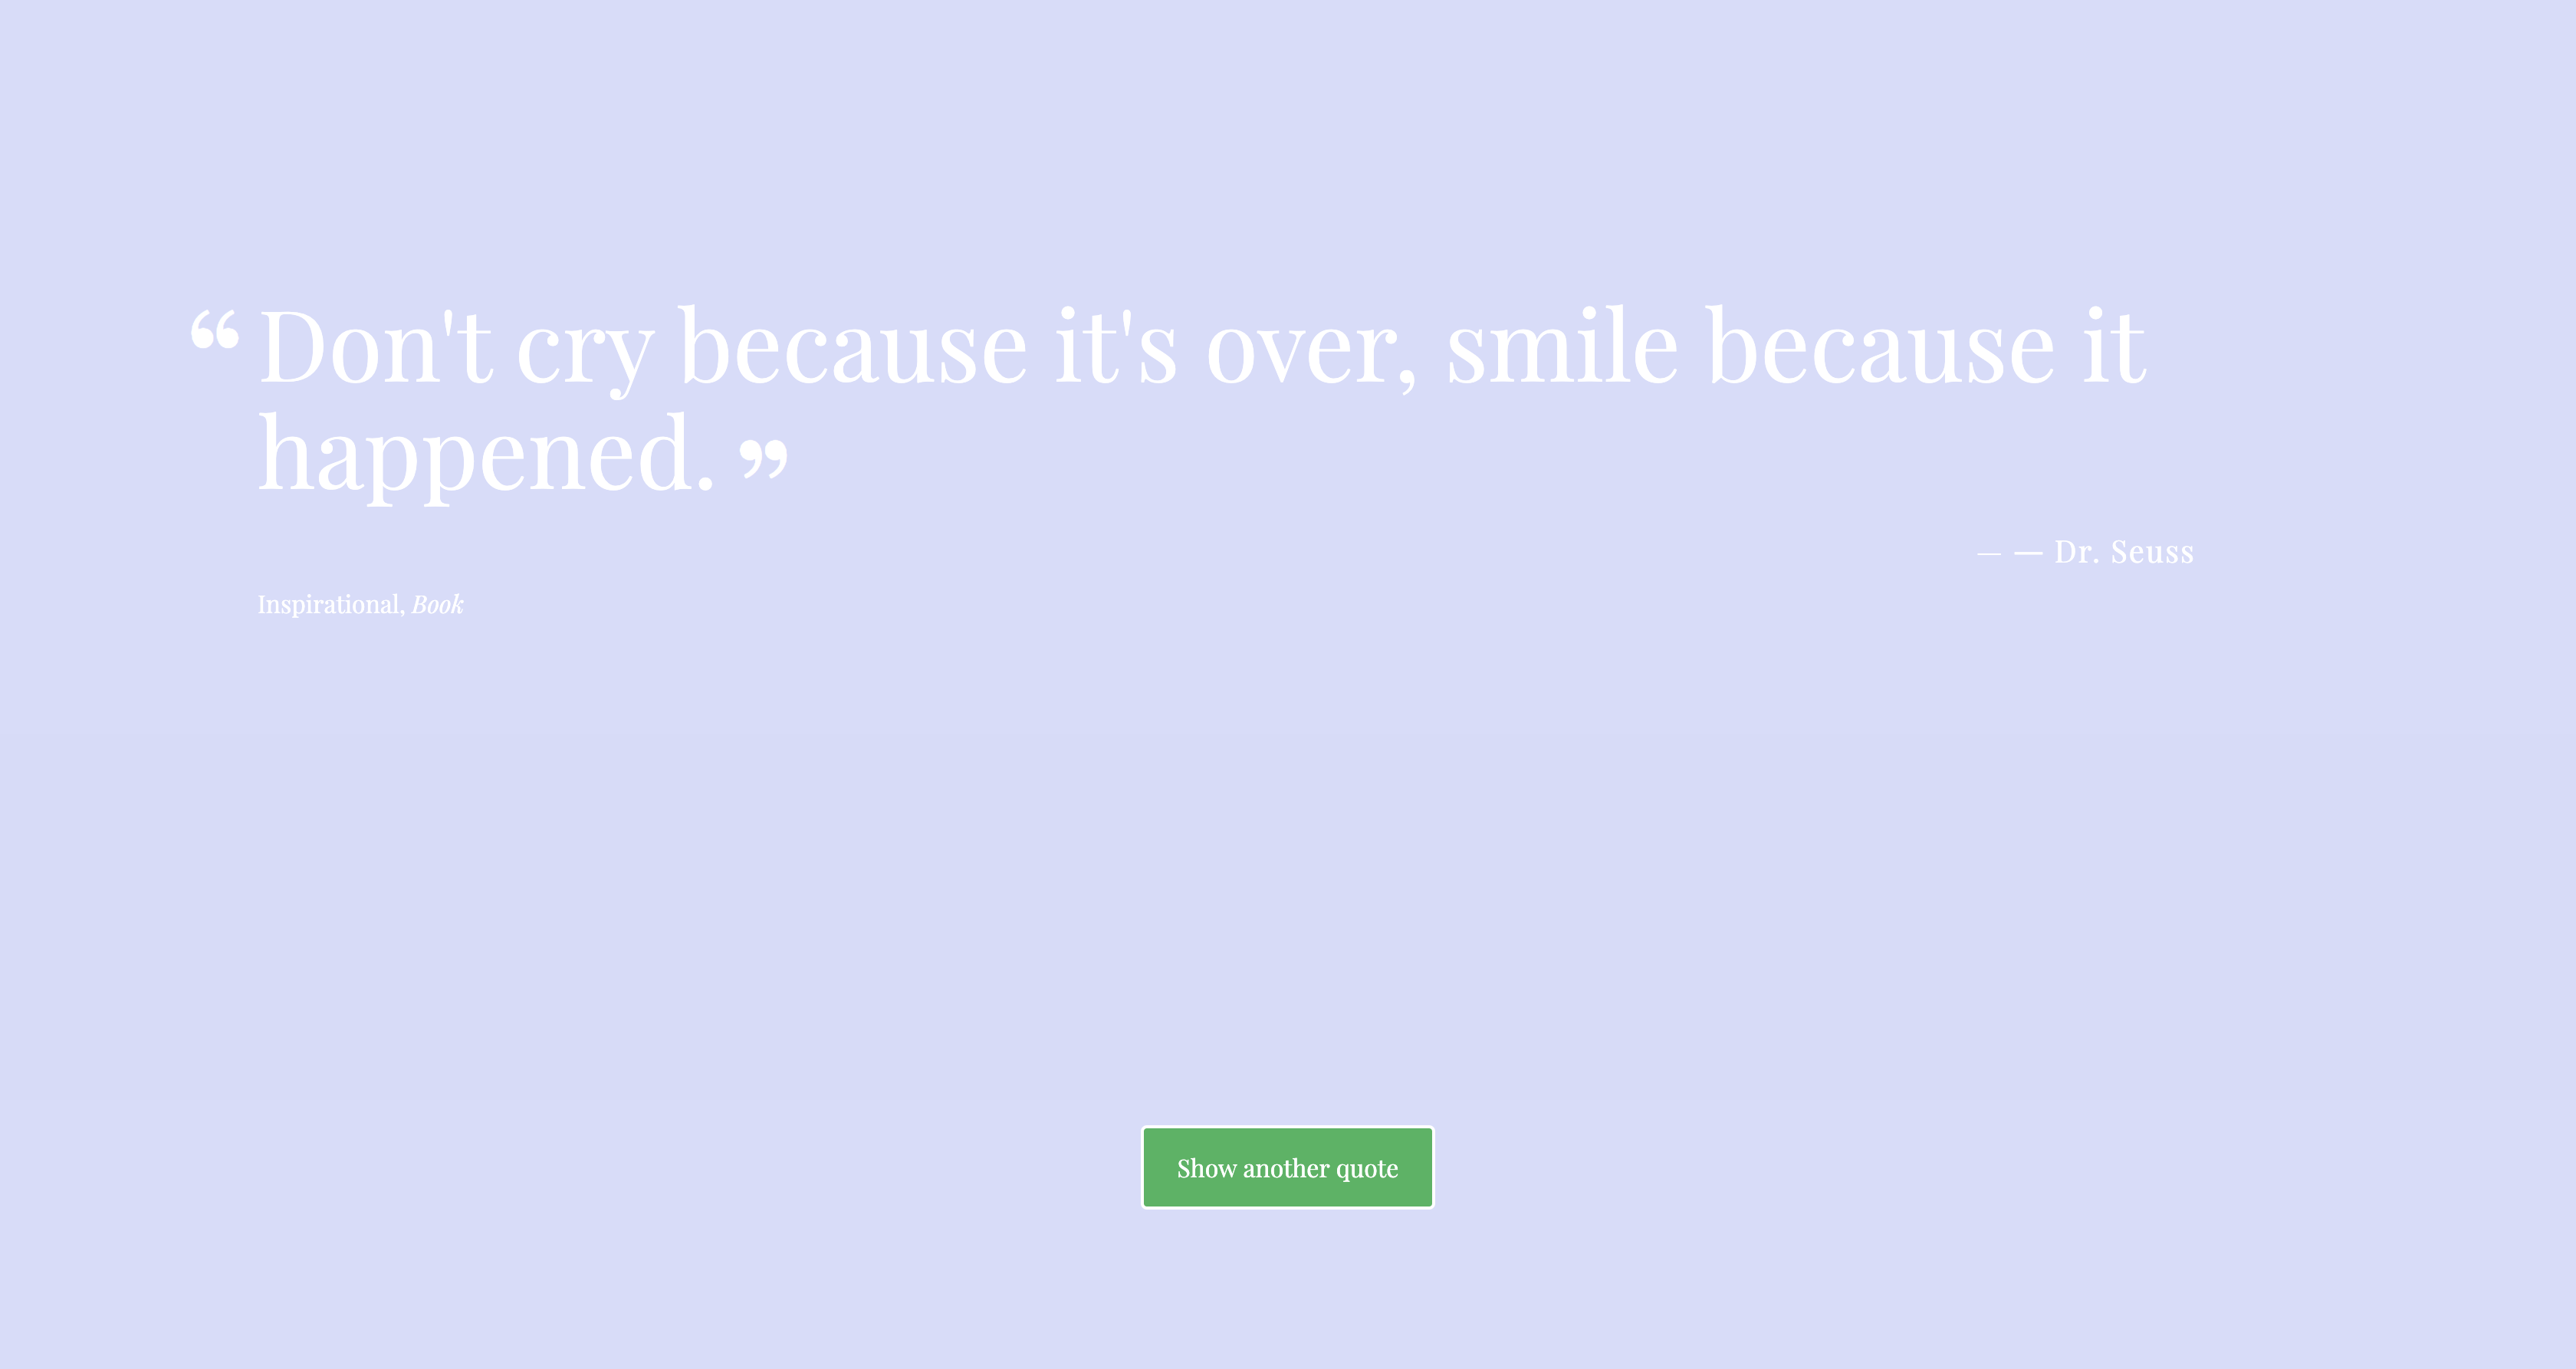 “ Don't cry because it's over, smile because it
happened. ”
— — Dr. Seuss
Inspirational, Book
Show another quote